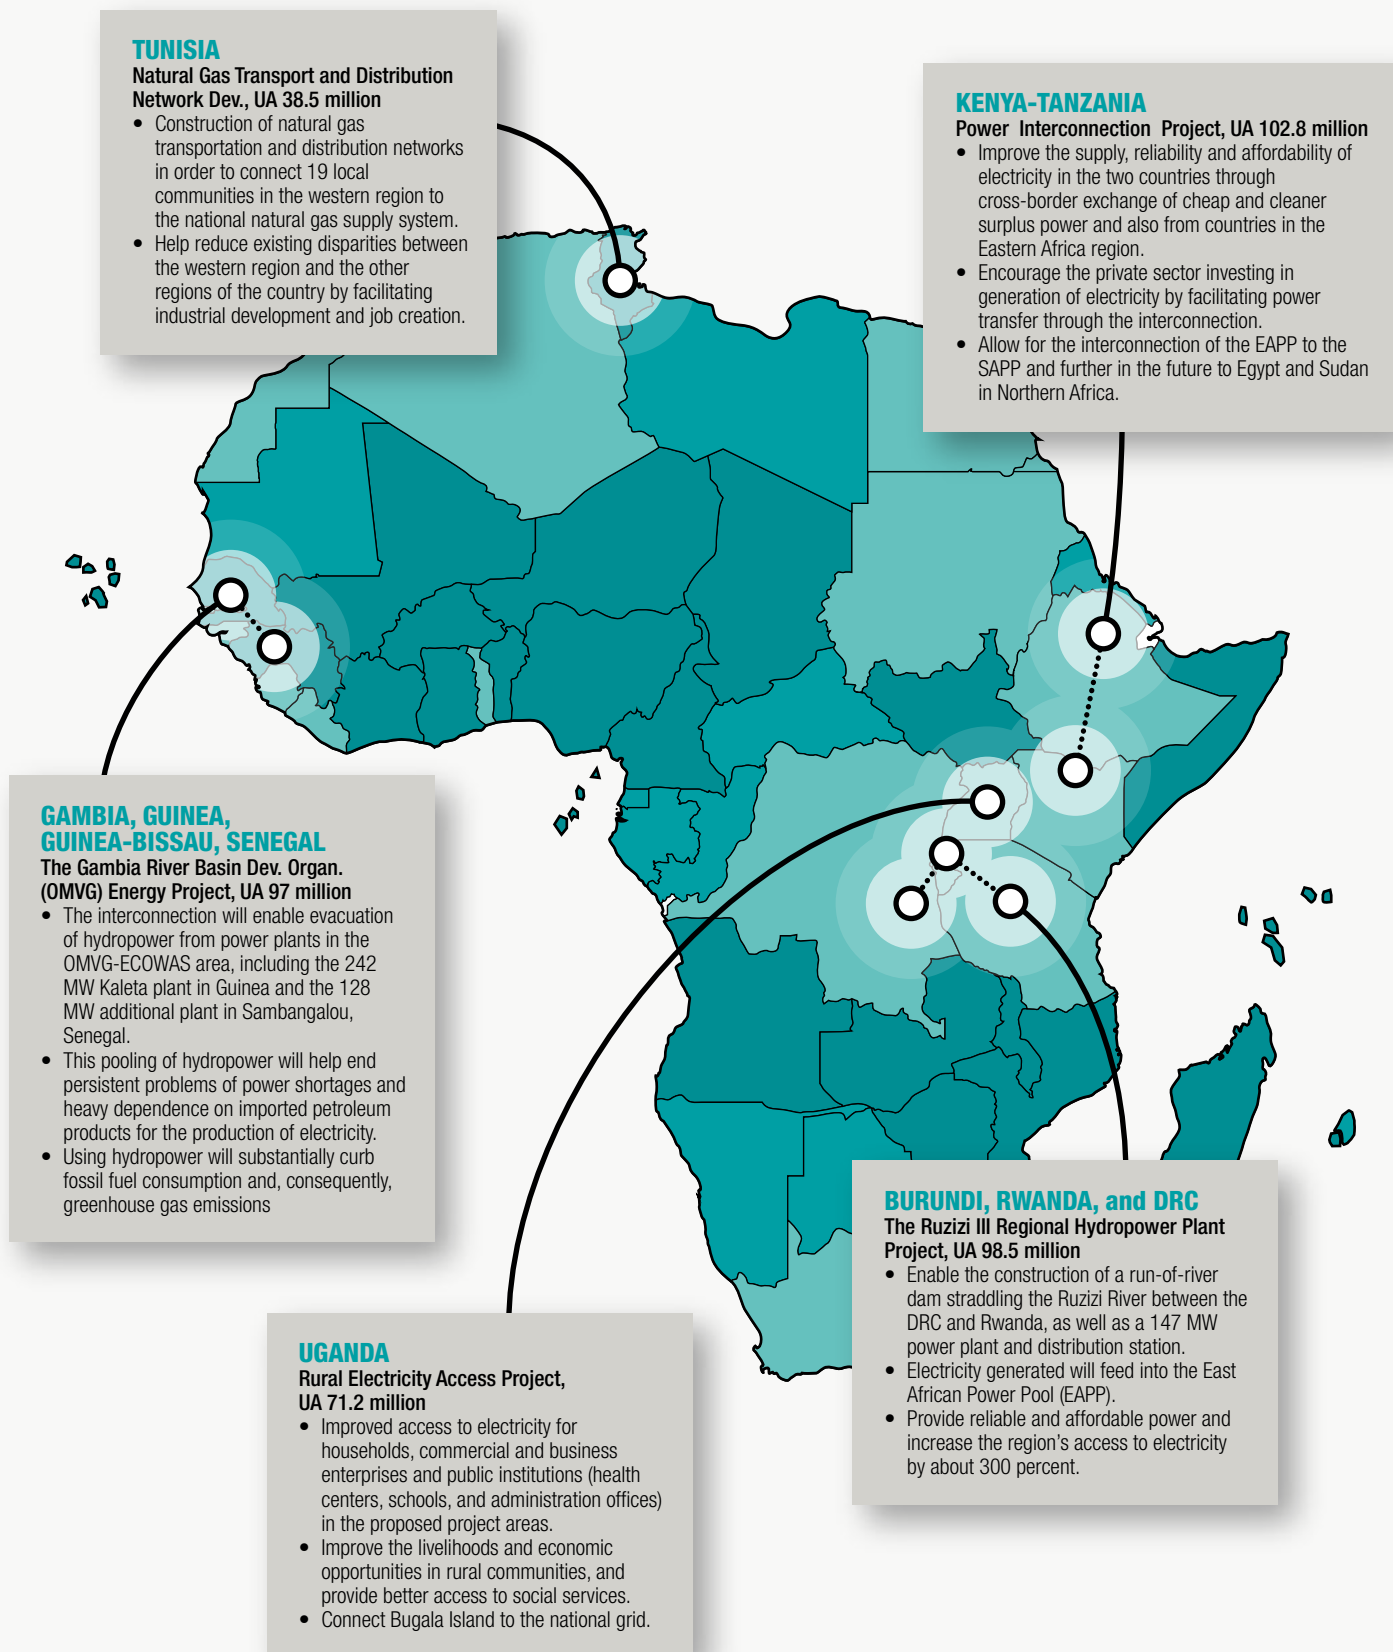 TUNISIA
Natural Gas Transport and Distribution
Network Dev., UA 38.5 million
• Construction of natural gas
transportation and distribution networks
in order to connect 19 local
communities in the western region to
the national natural gas supply system.
• Help reduce existing disparities between
the western region and the other
regions of the country by facilitating
industrial development and job creation.
KENYA-TANZANIA
Power Interconnection Project, UA 102.8 million
• Improve the supply, reliability and affordability of
electricity in the two countries through
cross-border exchange of cheap and cleaner
surplus power and also from countries in the
Eastern Africa region.
• Encourage the private sector investing in
generation of electricity by facilitating power
transfer through the interconnection.
• Allow for the interconnection of the EAPP to the
SAPP and further in the future to Egypt and Sudan
in Northern Africa.
GAMBIA, GUINEA,
GUINEA-BISSAU, SENEGAL
The Gambia River Basin Dev. Organ.
(OMVG) Energy Project, UA 97 million
• The interconnection will enable evacuation
of hydropower from power plants in the
OMVG-ECOWAS area, including the 242
MW Kaleta plant in Guinea and the 128
MW additional plant in Sambangalou,
Senegal.
• This pooling of hydropower will help end
persistent problems of power shortages and
heavy dependence on imported petroleum
products for the production of electricity.
• Using hydropower will substantially curb
fossil fuel consumption and, consequently,
greenhouse gas emissions
BURUNDI, RWANDA, and DRC
The Ruzizi III Regional Hydropower Plant
Project, UA 98.5 million
• Enable the construction of a run-of-river
dam straddling the Ruzizi River between the
DRC and Rwanda, as well as a 147 MW
power plant and distribution station.
• Electricity generated will feed into the East
African Power Pool (EAPP).
• Provide reliable and affordable power and
increase the region's access to electricity
by about 300 percent.
UGANDA
Rural Electricity Access Project,
UA 71.2 million
• Improved access to electricity for
households, commercial and business
enterprises and public institutions (health
centers, schools, and administration offices)
in the proposed project areas.
• Improve the livelihoods and economic
opportunities in rural communities, and
provide better access to social services.
• Connect Bugala Island to the national grid.